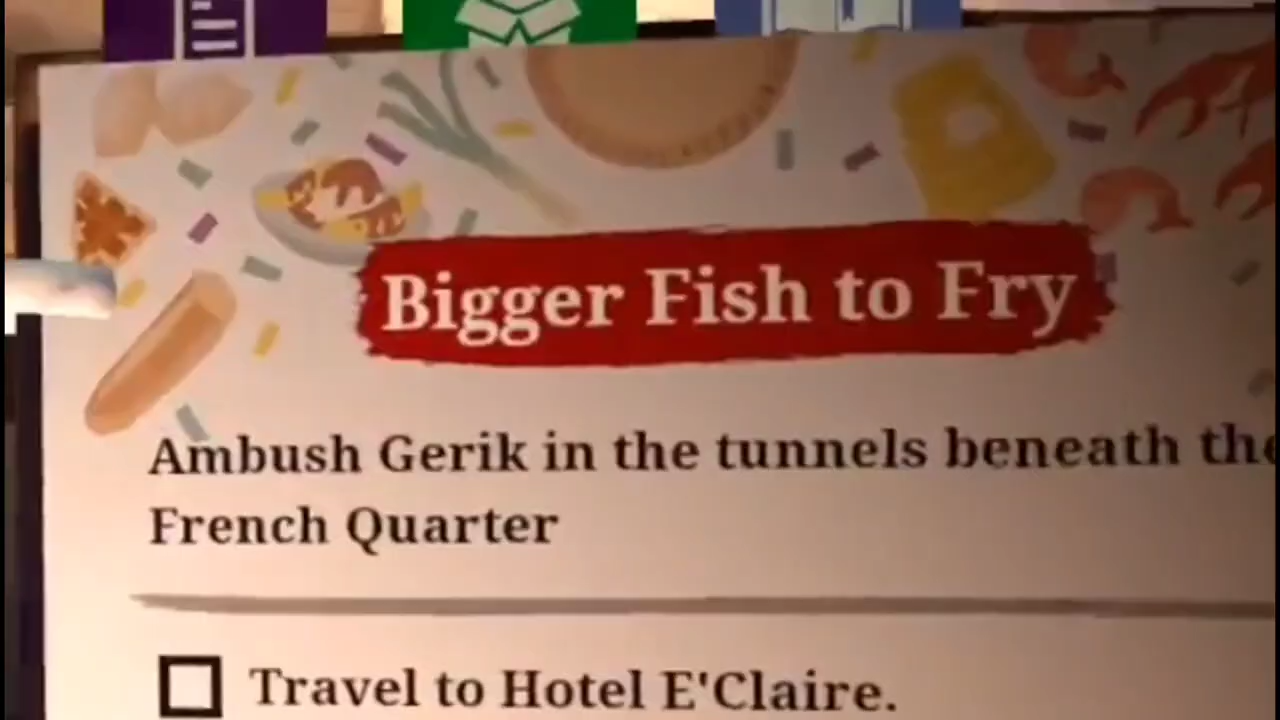 Bigger Fish to Fry
Ambush Gerik in the tunnels beneath the
French Quarter
Travel to Hotel E'Claire.